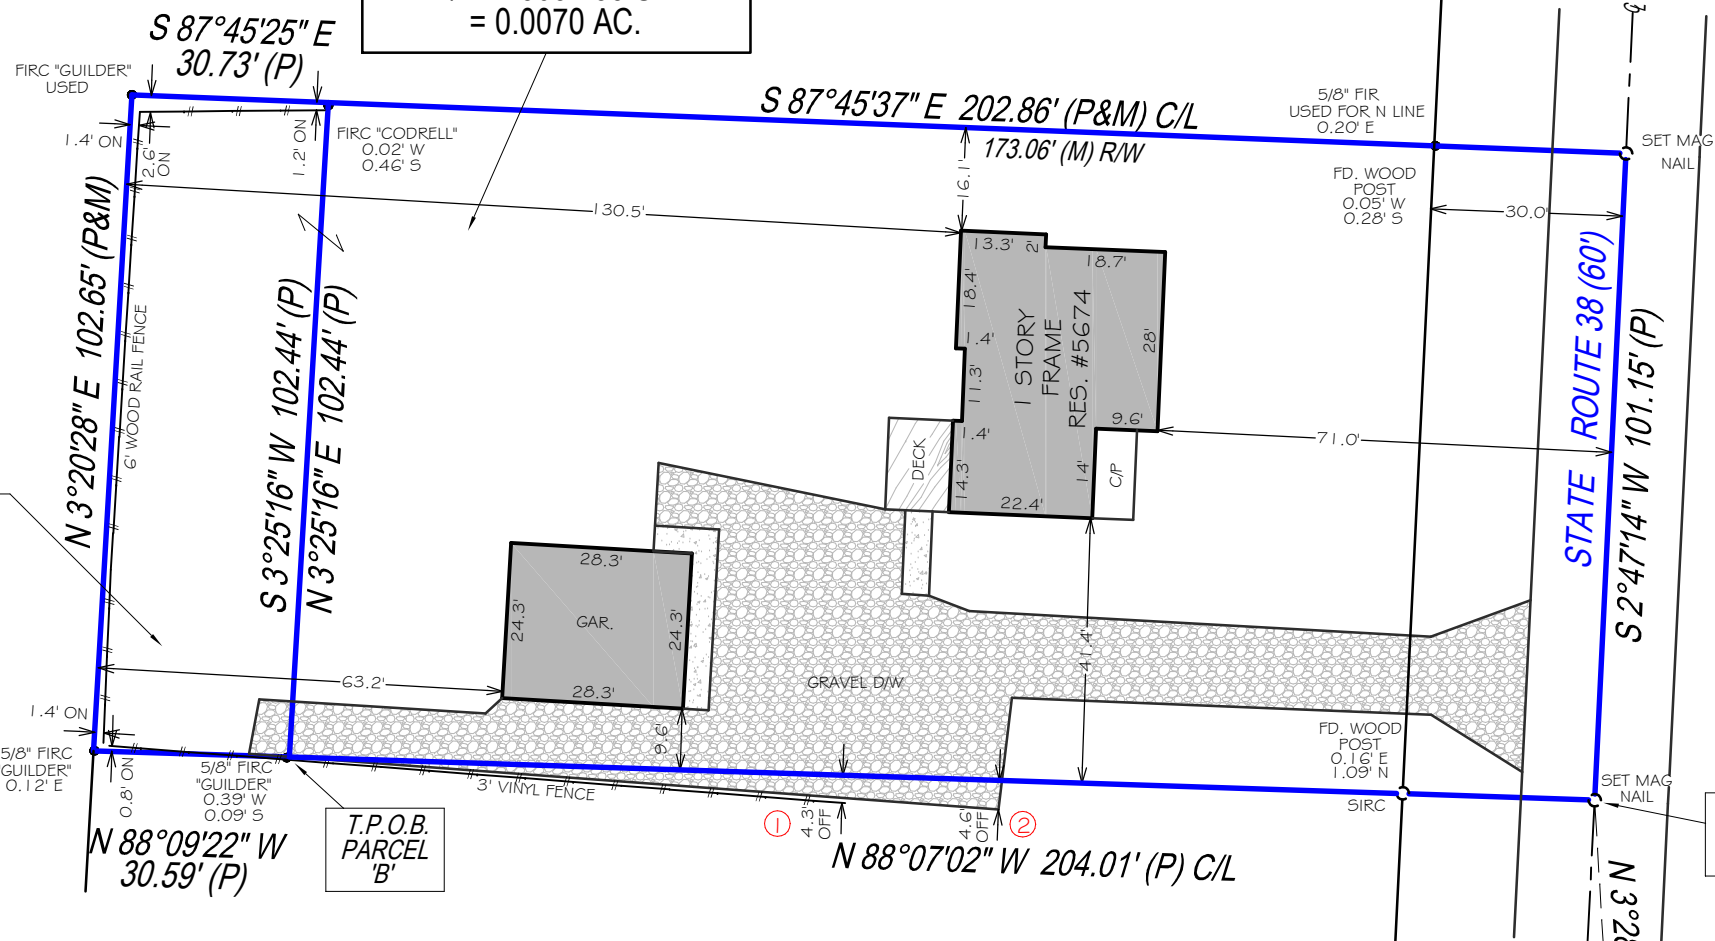 = 0.0070 AC.
S 87°45'25" E
30.73' (P)
FIRC "GUILDER"
USED
S 87°45'37" E 202.86' (P&M) C/L
173.06' (M) R/W
5/8" FIR
USED FOR N LINE
0.20' E
SET MAG
NAIL
1.4' ON
2.6'
ON
1.2' ON
FIRC "CODRELL"
0.02' W
0.46' S
16.1'
FD. WOOD
POST
0.05' W
0.28' S
130.5'
30.0'
13.3'
2'
18.7'
18.4'
1.4'
11.3'
1.4'
14.3'
22.4'
14'
9.6'
28'
1 STORY
FRAME
RES. #5674
DECK
C/P
71.0'
STATE ROUTE 38 (60')
S 2°47'14" W 101.15' (P)
N 3°20'28" E 102.65' (P&M)
6' WOOD RAIL FENCE
S 3°25'16" W 102.44' (P)
N 3°25'16" E 102.44' (P)
28.3'
24.3'
GAR.
24.3'
28.3'
63.2'
9.6'
41.4'
GRAVEL D/W
1.4' ON
5/8" FIRC
"GUILDER"
0.12' E
0.8' ON
5/8" FIRC
"GUILDER"
0.39' W
0.09' S
3' VINYL FENCE
1
4.3'
OFF
4.6'
OFF
2
FD. WOOD
POST
0.16' E
1.09' N
SIRC
SET MAG
NAIL
N 88°09'22" W
30.59' (P)
T.P.O.B.
PARCEL
'B'
N 88°07'02" W 204.01' (P) C/L